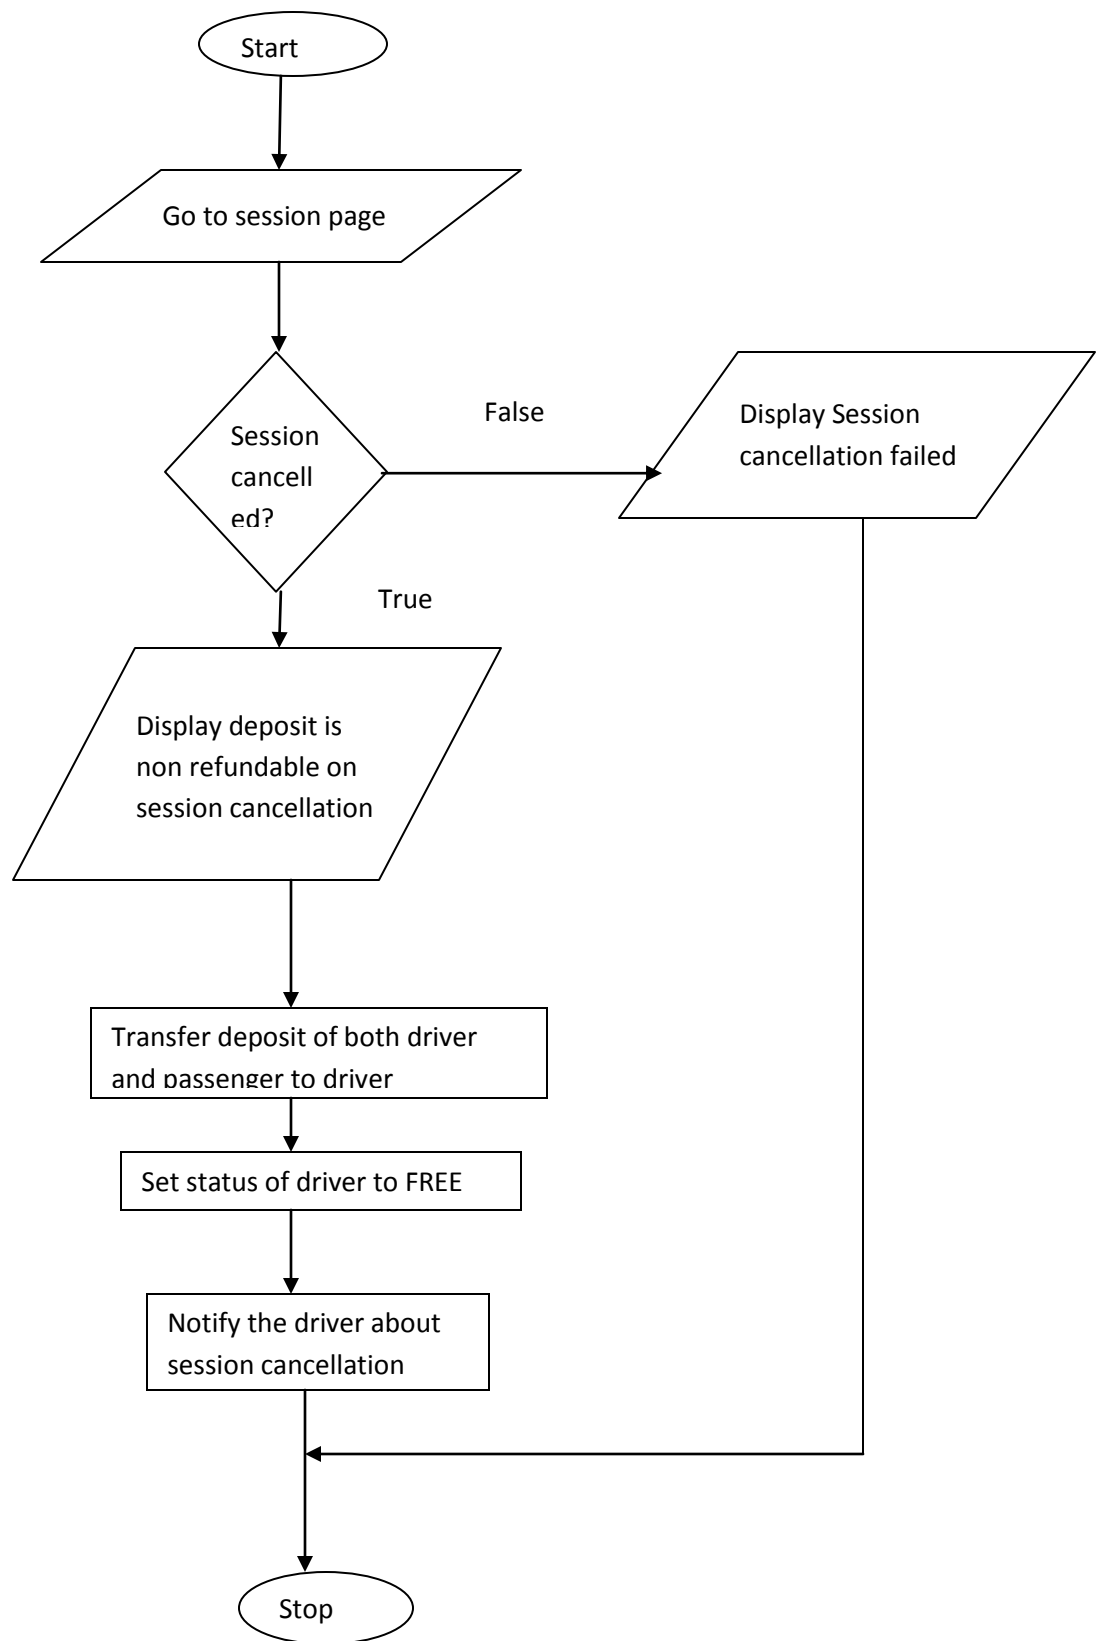 Start
Go to session page
Session
cancell
ed?
False
Display Session
cancellation failed
True
Display deposit is
non refundable on
session cancellation
Transfer deposit of both driver
and passenger to driver
Set status of driver to FREE
Notify the driver about
session cancellation
Stop